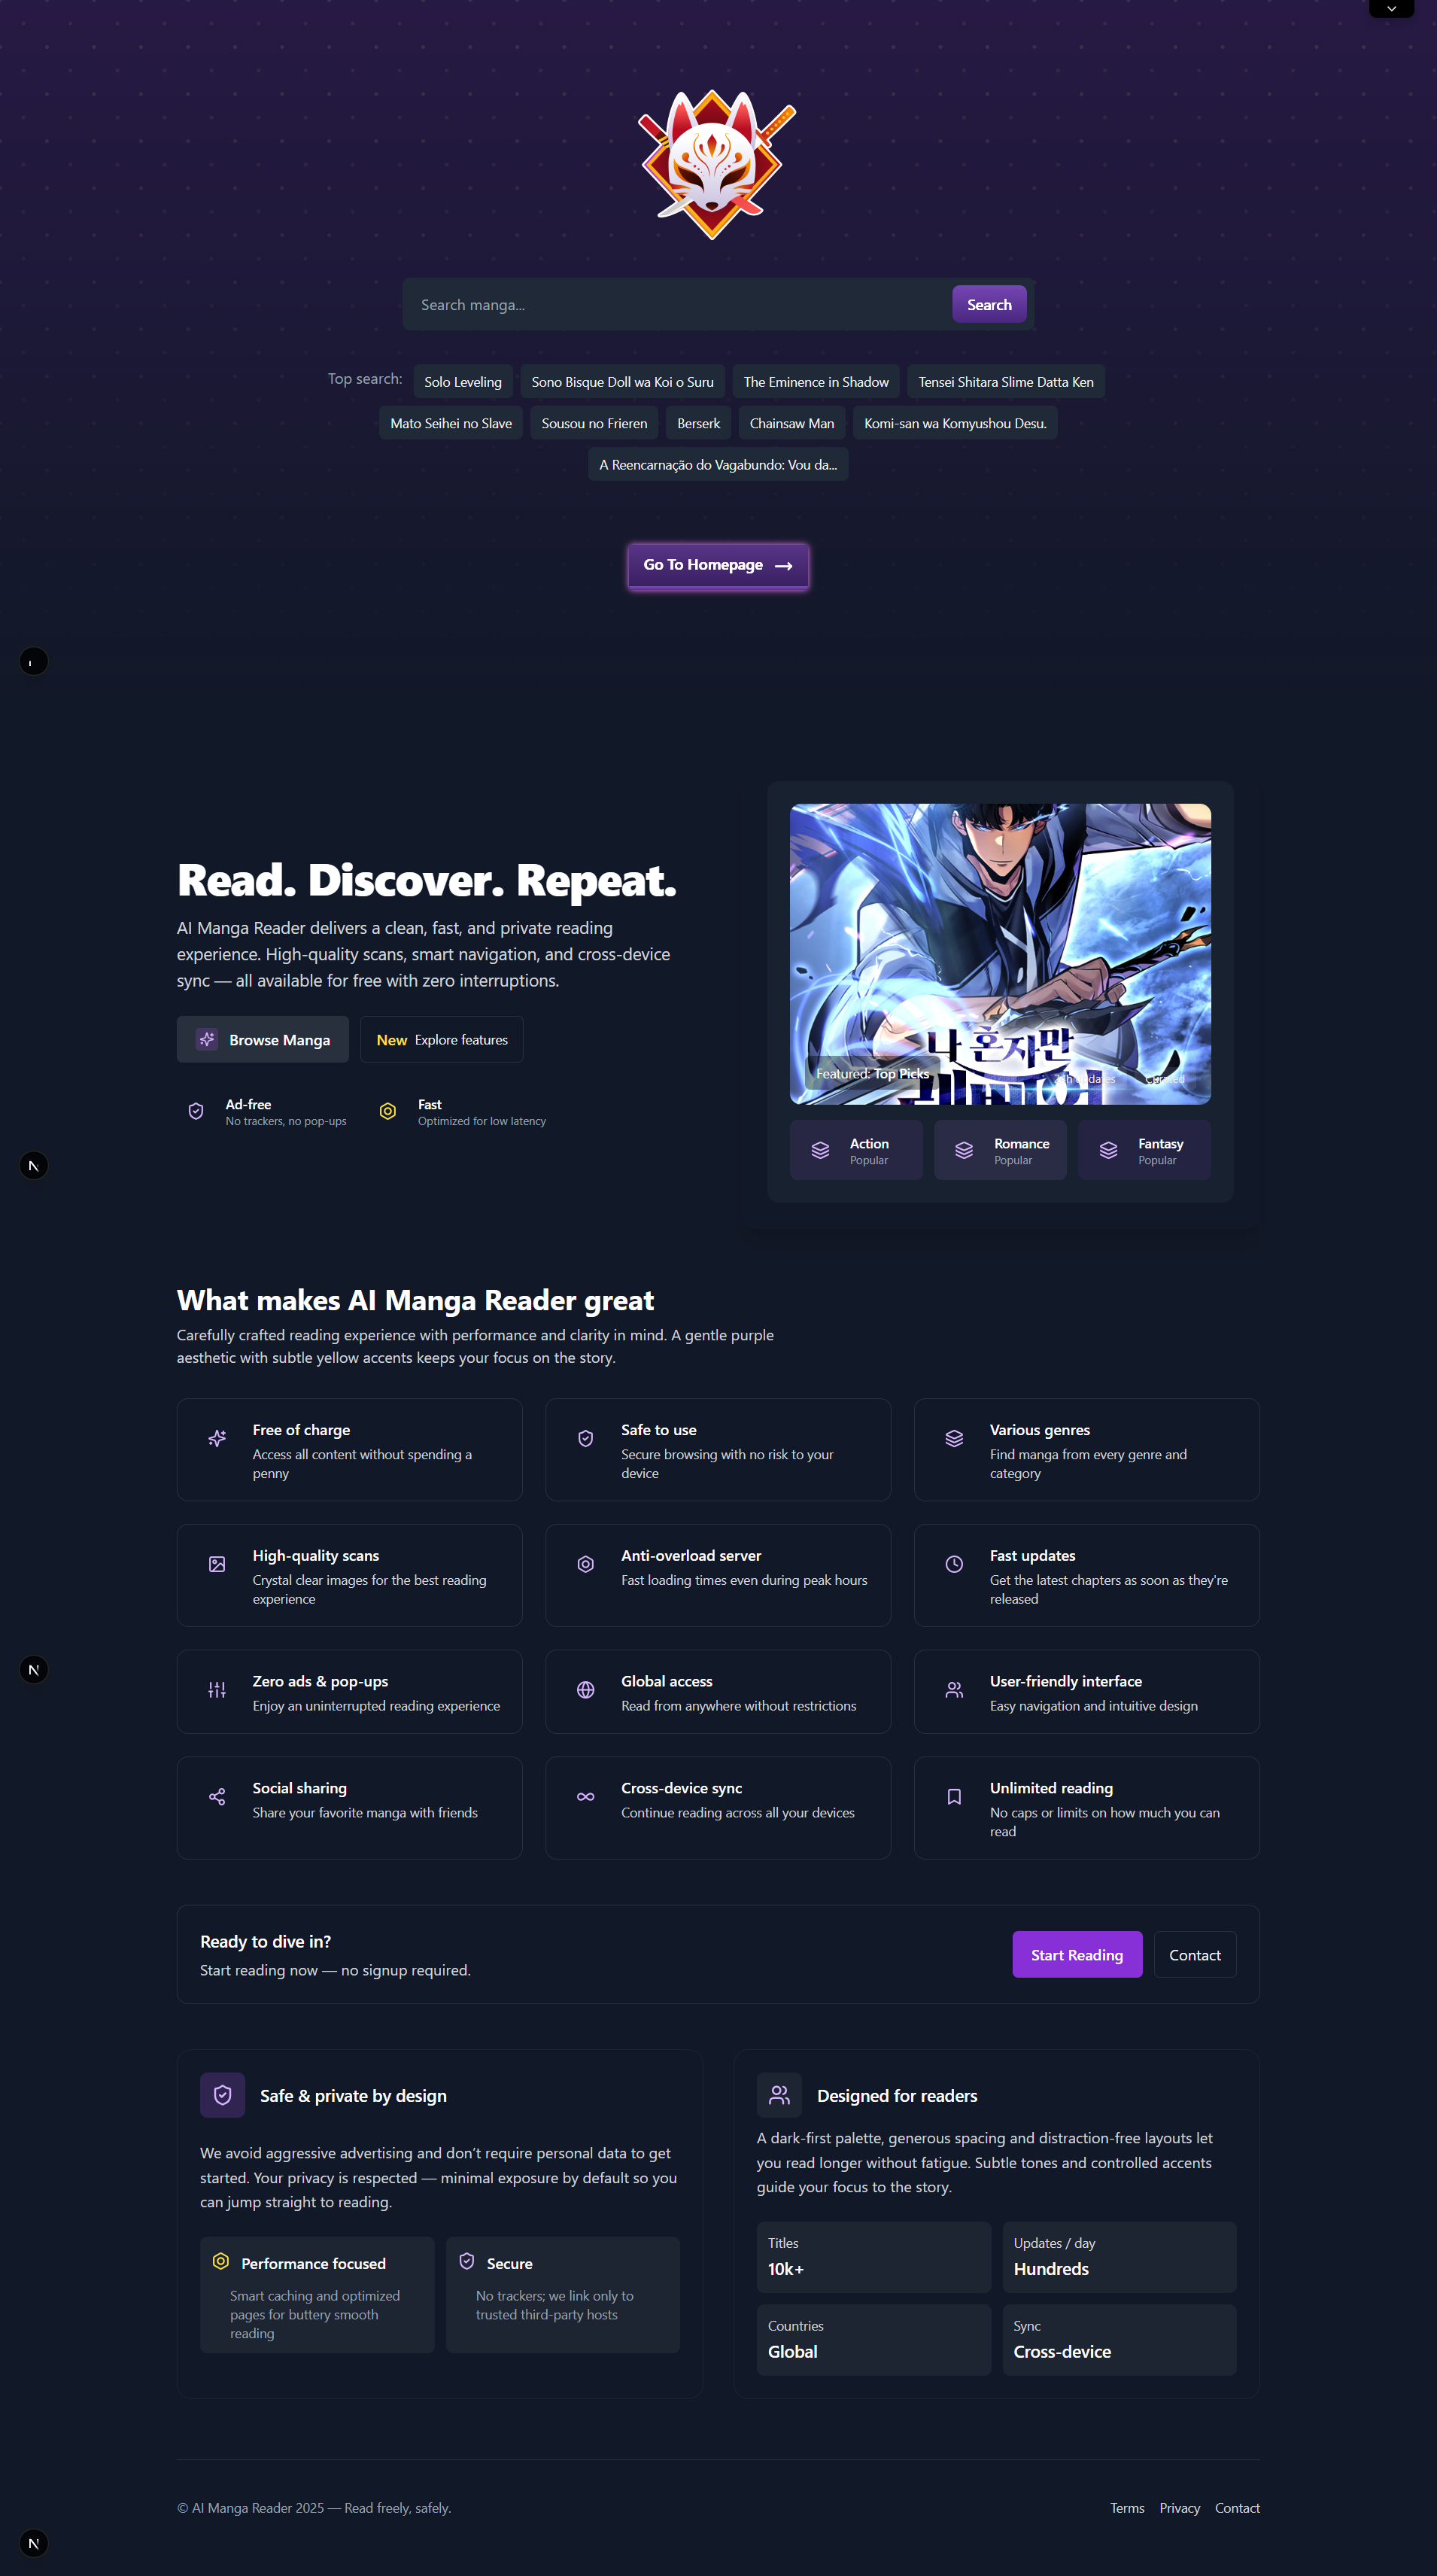 Search manga...
Search
Top search:
Solo Leveling
Sono Bisque Doll wa Koi o Suru
The Eminence in Shadow
Tensei Shitara Slime Datta Ken
Mato Seihei no Slave
Sousou no Frieren
Berserk
Chainsaw Man
Komi-san wa Komyushou Desu.
A Reencarnação do Vagabundo: Vou da...
Go To Homepage
Read. Discover. Repeat.
AI Manga Reader delivers a clean, fast, and private reading
experience. High-quality scans, smart navigation, and cross-device
sync — all available for free with zero interruptions.
Browse Manga
New Explore features
Ad-free
No trackers, no pop-ups
Fast
Optimized for low latency
나 혼자만
Featured: Top Picks
Action
Popular
Romance
Popular
Fantasy
Popular
What makes AI Manga Reader great
Carefully crafted reading experience with performance and clarity in mind. A gentle purple
aesthetic with subtle yellow accents keeps your focus on the story.
Free of charge
Access all content without spending a
penny
Safe to use
Secure browsing with no risk to your
device
Various genres
Find manga from every genre and
category
High-quality scans
Crystal clear images for the best reading
experience
Anti-overload server
Fast loading times even during peak hours
Fast updates
Get the latest chapters as soon as they're
released
Zero ads & pop-ups
Enjoy an uninterrupted reading experience
Global access
Read from anywhere without restrictions
User-friendly interface
Easy navigation and intuitive design
Social sharing
Share your favorite manga with friends
Cross-device sync
Continue reading across all your devices
Unlimited reading
No caps or limits on how much you can
read
Ready to dive in?
Start reading now — no signup required.
Start Reading
Contact
Safe & private by design
We avoid aggressive advertising and don't require personal data to get
started. Your privacy is respected — minimal exposure by default so you
can jump straight to reading.
Performance focused
Smart caching and optimized
pages for buttery smooth
reading
Secure
No trackers; we link only to
trusted third-party hosts
Designed for readers
A dark-first palette, generous spacing and distraction-free layouts let
you read longer without fatigue. Subtle tones and controlled accents
guide your focus to the story.
Titles
10k+
Updates / day
Hundreds
Countries
Global
Sync
Cross-device
© AI Manga Reader 2025 — Read freely, safely.
Terms
Privacy
Contact